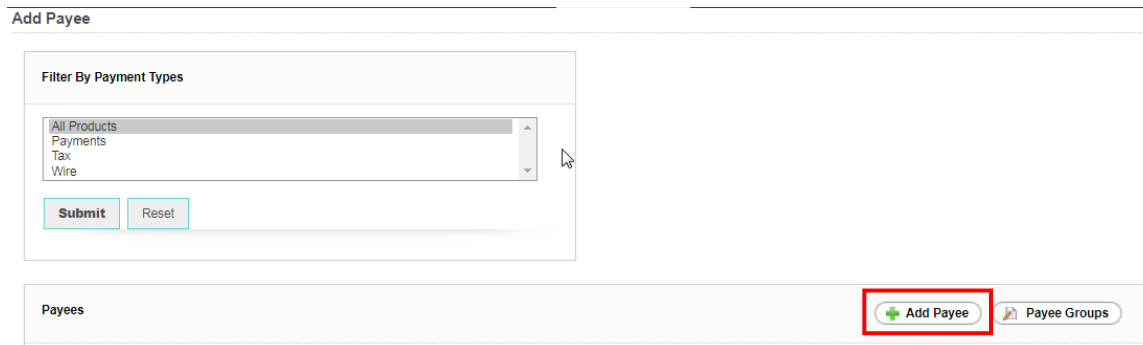 Add Payee
Filter By Payment Types
All Products
Payments
Tax
Wire
Submit Reset
Payees Add Payee Payee Groups